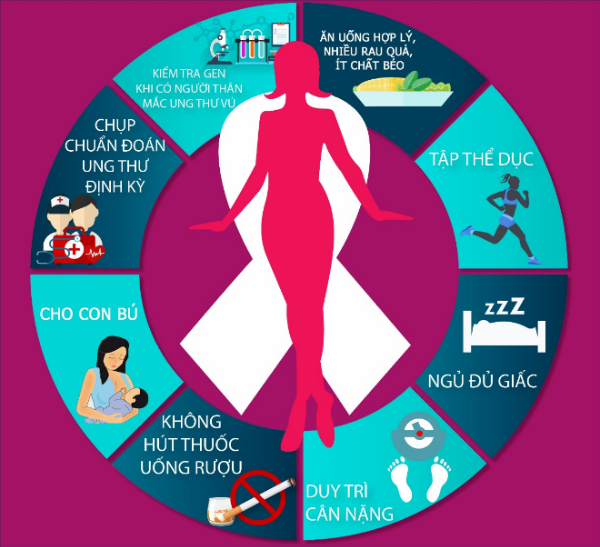 ĂN UỐNG HỢP LÝ,
NHIỀU RAU QUẢ,
ÍT CHẤT BÉO
TẬP THỂ DỤC
zzZ
NGỦ ĐỦ GIẤC
DUY TRÌ
CÂN NẶNG
KHÔNG
HÚT THUỐC
UỐNG RƯỢU
CHO CON BÚ
CHỤP
CHUẨN ĐOÁN
UNG THƯ
ĐỊNH KỲ
KIỂM TRA GEN
KHI CÓ NGƯỜI THÂN
MẮC UNG THƯ VÚ